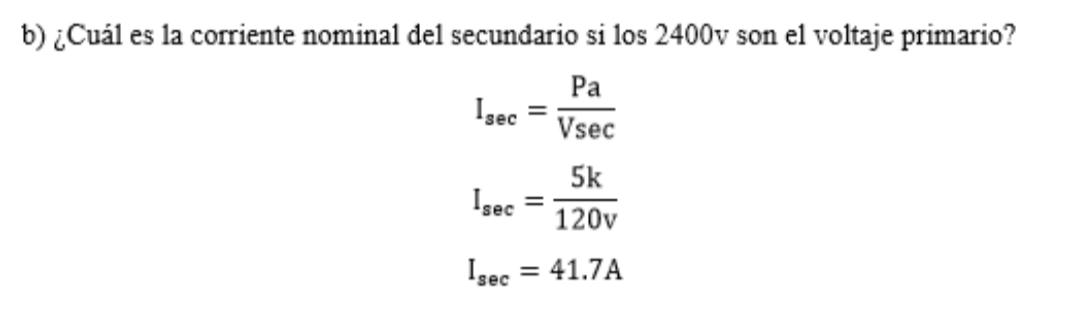 b) ¿Cuál es la corriente nominal del secundario si los 2400v son el voltaje primario?
I_sec = Pa / Vsec
I_sec = 5k / 120v
I_sec = 41.7A